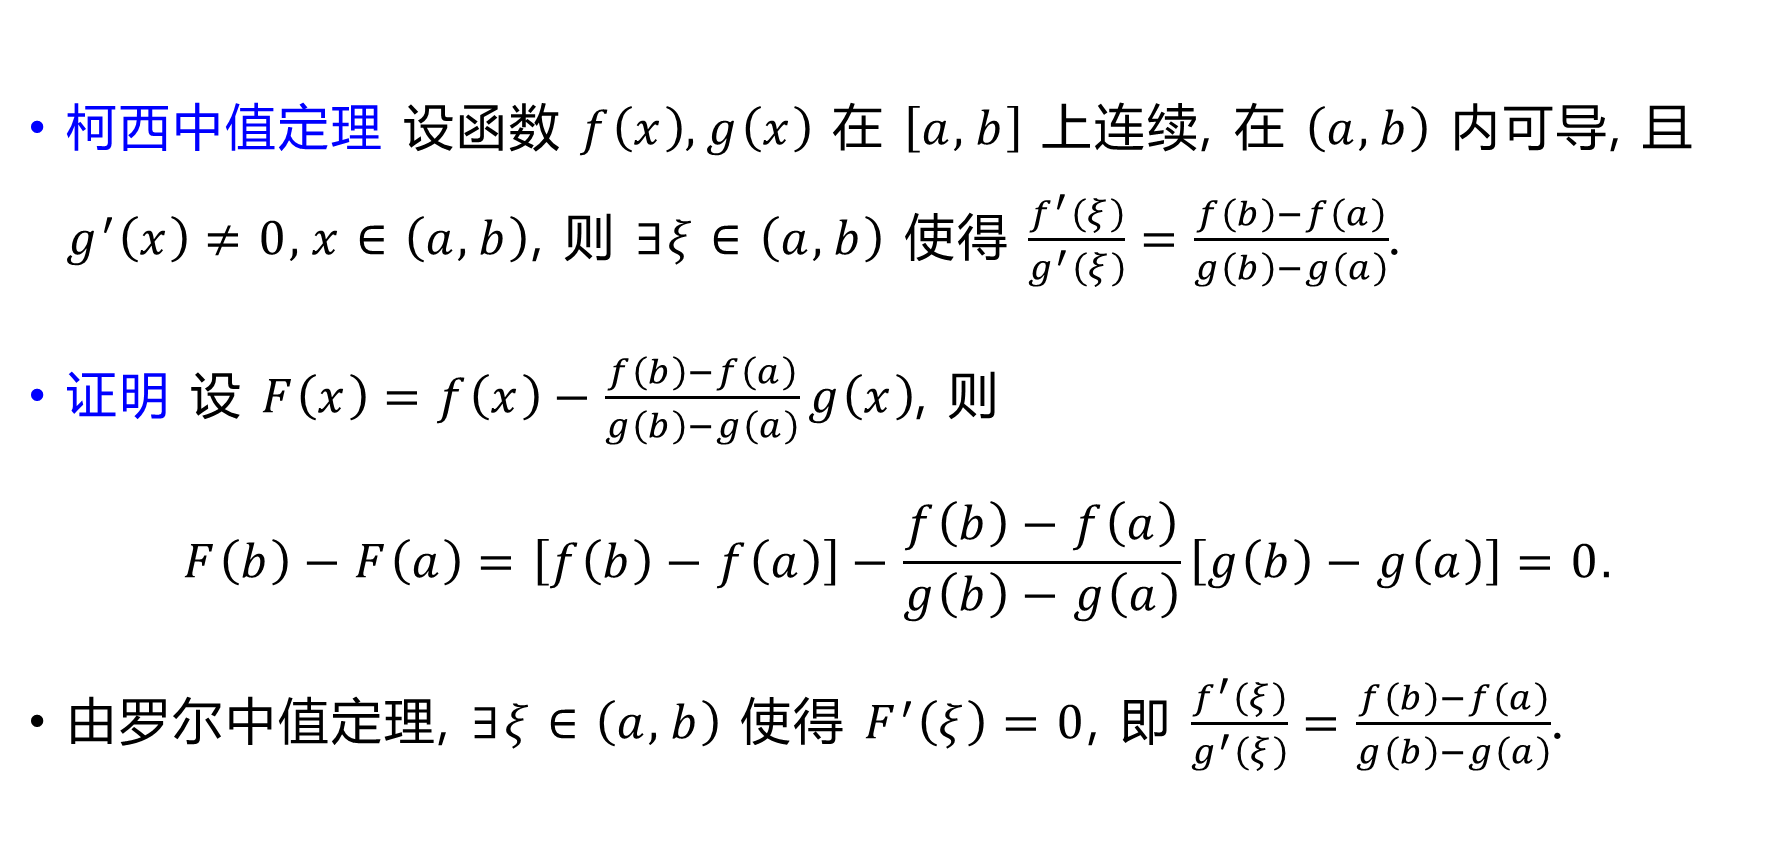 • 柯西中值定理 设函数 f(x), g(x) 在 [a, b] 上连续, 在 (a, b) 内可导, 且
g′(x) ≠ 0, x ∈ (a, b), 则 ∃ξ ∈ (a, b) 使得 f′(ξ)/g′(ξ) = f(b)−f(a)/g(b)−g(a).
• 证明 设 F(x) = f(x) − f(b)−f(a)/g(b)−g(a) g(x), 则
F(b) − F(a) = [f(b) − f(a)] − f(b) − f(a)/g(b) − g(a) [g(b) − g(a)] = 0.
• 由罗尔中值定理, ∃ξ ∈ (a, b) 使得 F′(ξ) = 0, 即 f′(ξ)/g′(ξ) = f(b)−f(a)/g(b)−g(a).